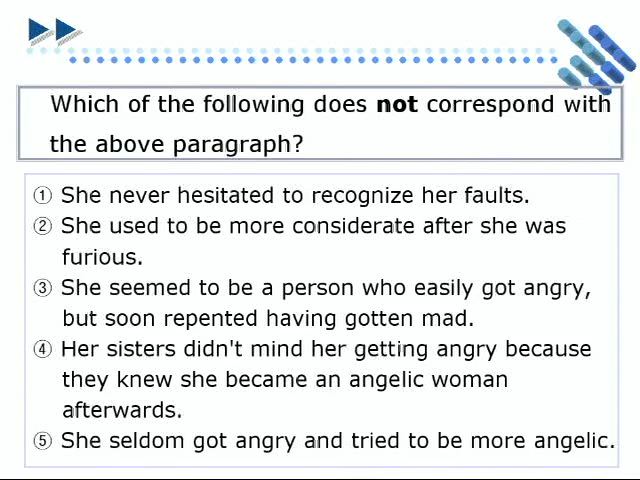 Which of the following does not correspond with
the above paragraph?
① She never hesitated to recognize her faults.
② She used to be more considerate after she was
furious.
③ She seemed to be a person who easily got angry,
but soon repented having gotten mad.
④ Her sisters didn't mind her getting angry because
they knew she became an angelic woman
afterwards.
⑤ She seldom got angry and tried to be more angelic.